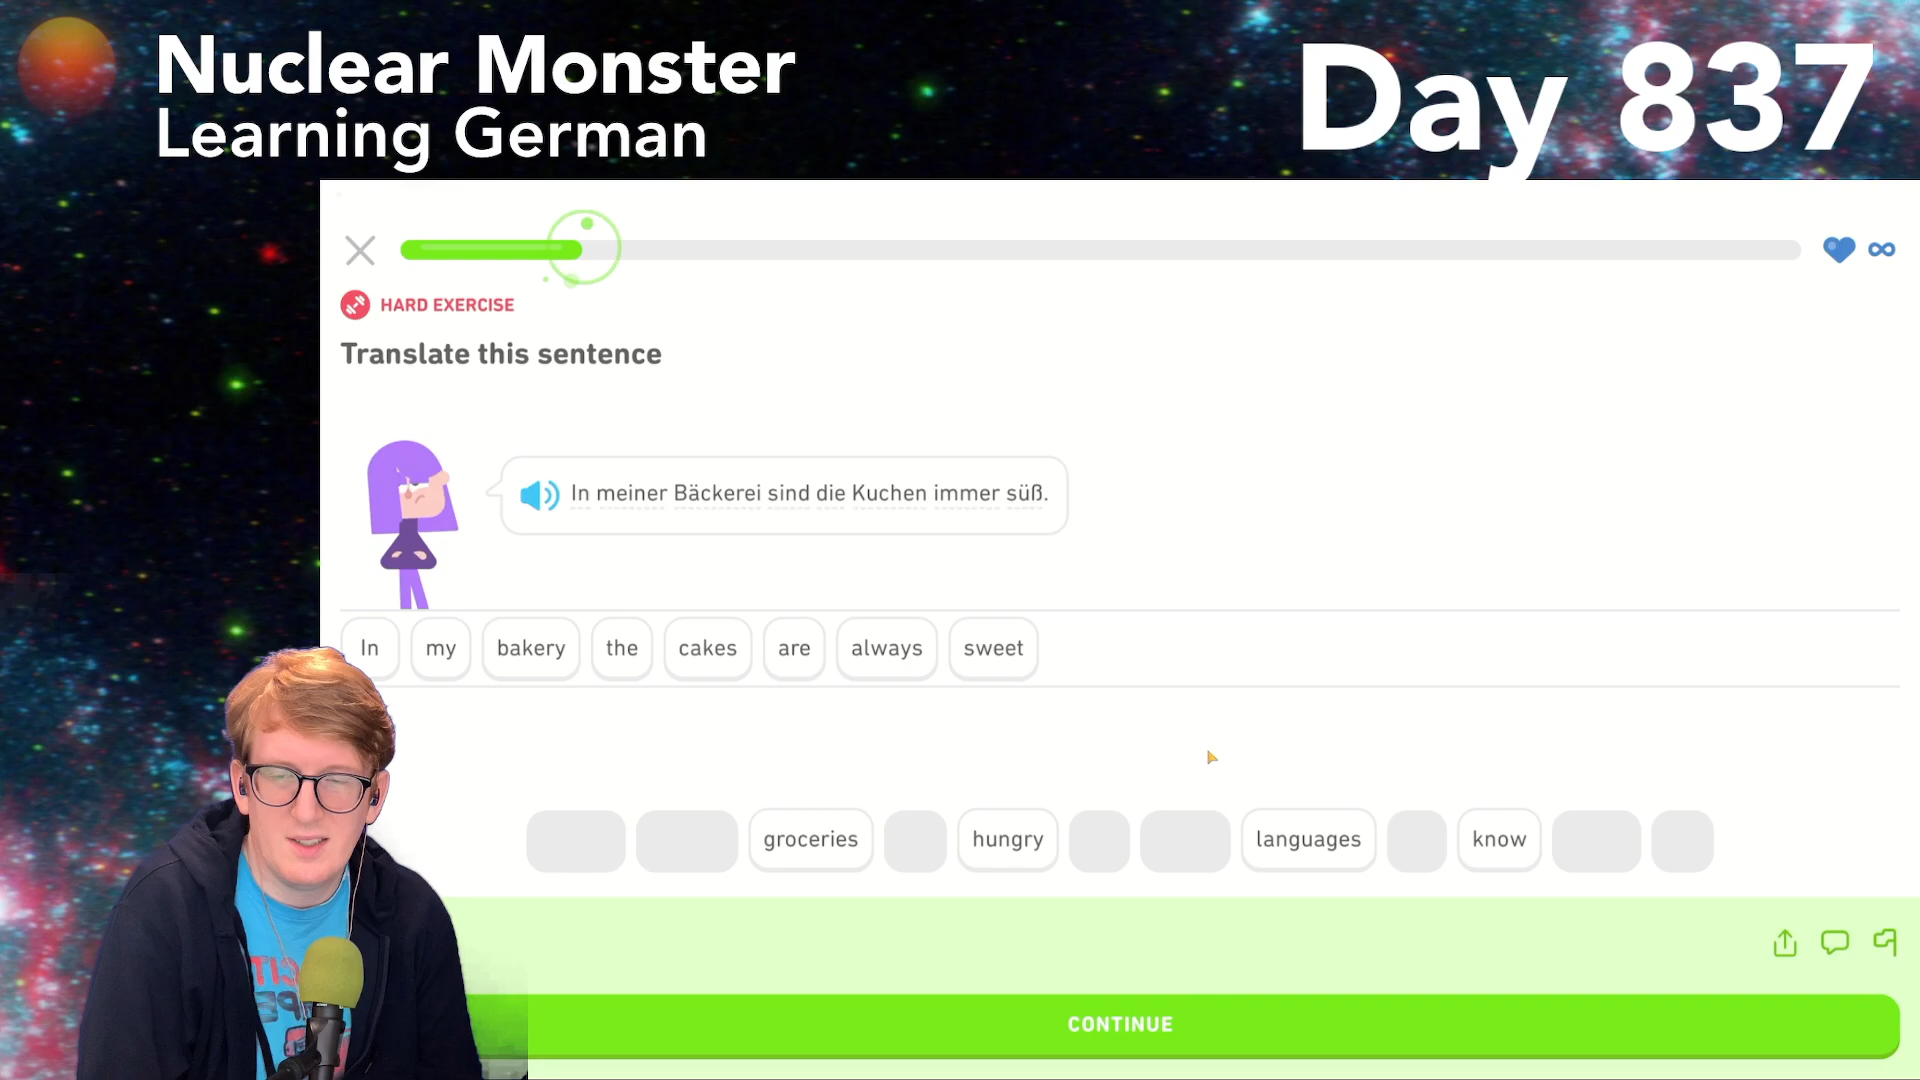 Nuclear Monster
Learning German
Day 837
HARD EXERCISE
Translate this sentence
In meiner Bäckerei sind die Kuchen immer süß.
In my bakery the cakes are always sweet
groceries hungry languages know
CONTINUE